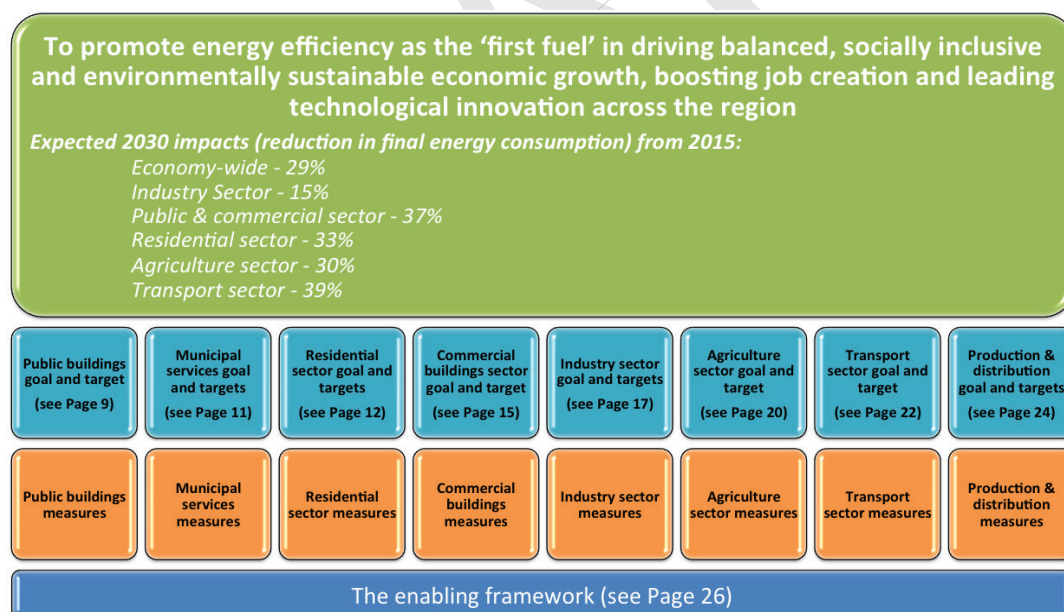 To promote energy efficiency as the ‘first fuel’ in driving balanced, socially inclusive
and environmentally sustainable economic growth, boosting job creation and leading
technological innovation across the region
Expected 2030 impacts (reduction in final energy consumption) from 2015:
Economy-wide - 29%
Industry Sector - 15%
Public & commercial sector - 37%
Residential sector - 33%
Agriculture sector - 30%
Transport sector - 39%
Public buildings
goal and target
(see Page 9)
Municipal
services goal
and targets
(see Page 11)
Residential
sector goal and
targets
(see Page 12)
Commercial
buildings sector
goal and target
(see Page 15)
Industry sector
goal and targets
(see Page 17)
Agriculture
sector goal and
target
(see Page 20)
Transport
sector goal and
target
(see Page 22)
Production &
distribution
goal and targets
(see Page 24)
Public buildings
measures
Municipal
services
measures
Residential
sector measures
Commercial
buildings
measures
Industry sector
measures
Agriculture
sector measures
Transport
sector measures
Production &
distribution
measures
The enabling framework (see Page 26)